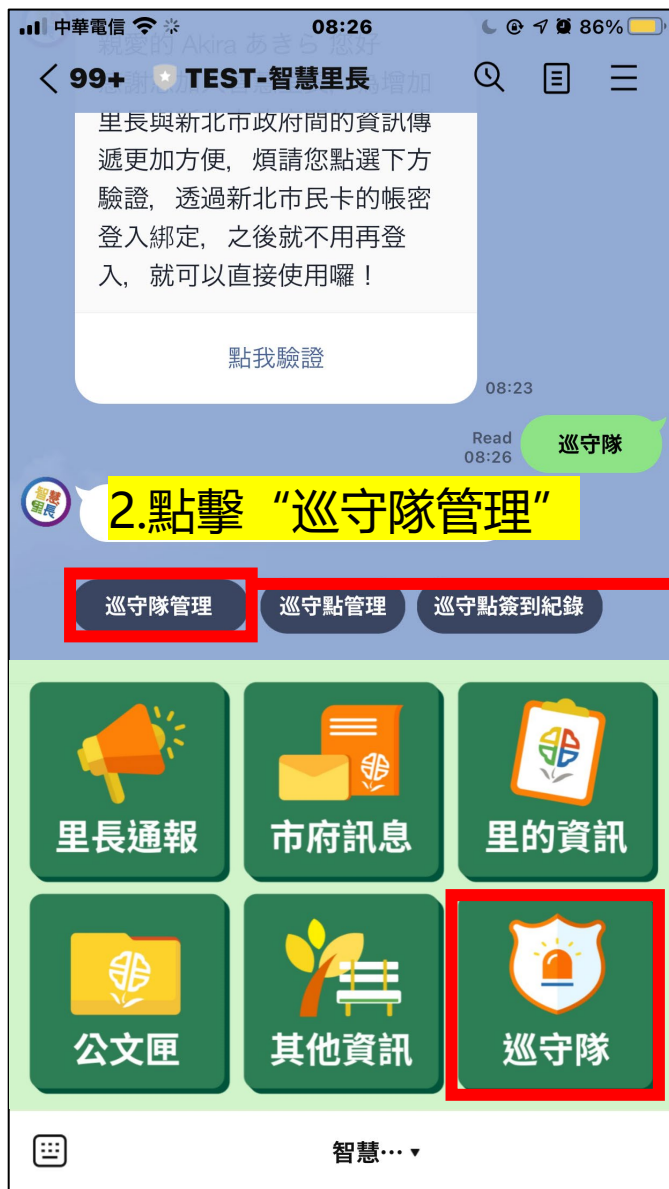 中華電信 08:26 86%
親愛的 Akira あきら 您好
99+ TEST-智慧里長
里長與新北市政府間的資訊傳
遞更加方便，煩請您點選下方
驗證，透過新北市民卡的帳密
登入綁定，之後就不用再登
入，就可以直接使用囉！
點我驗證
08:23
Read
08:26
巡守隊
智慧
里長
2.點擊“巡守隊管理”
巡守隊管理 巡守點管理 巡守點簽到紀錄
里長通報 市府訊息 里的資訊
公文匣 其他資訊 巡守隊
智慧… ▾